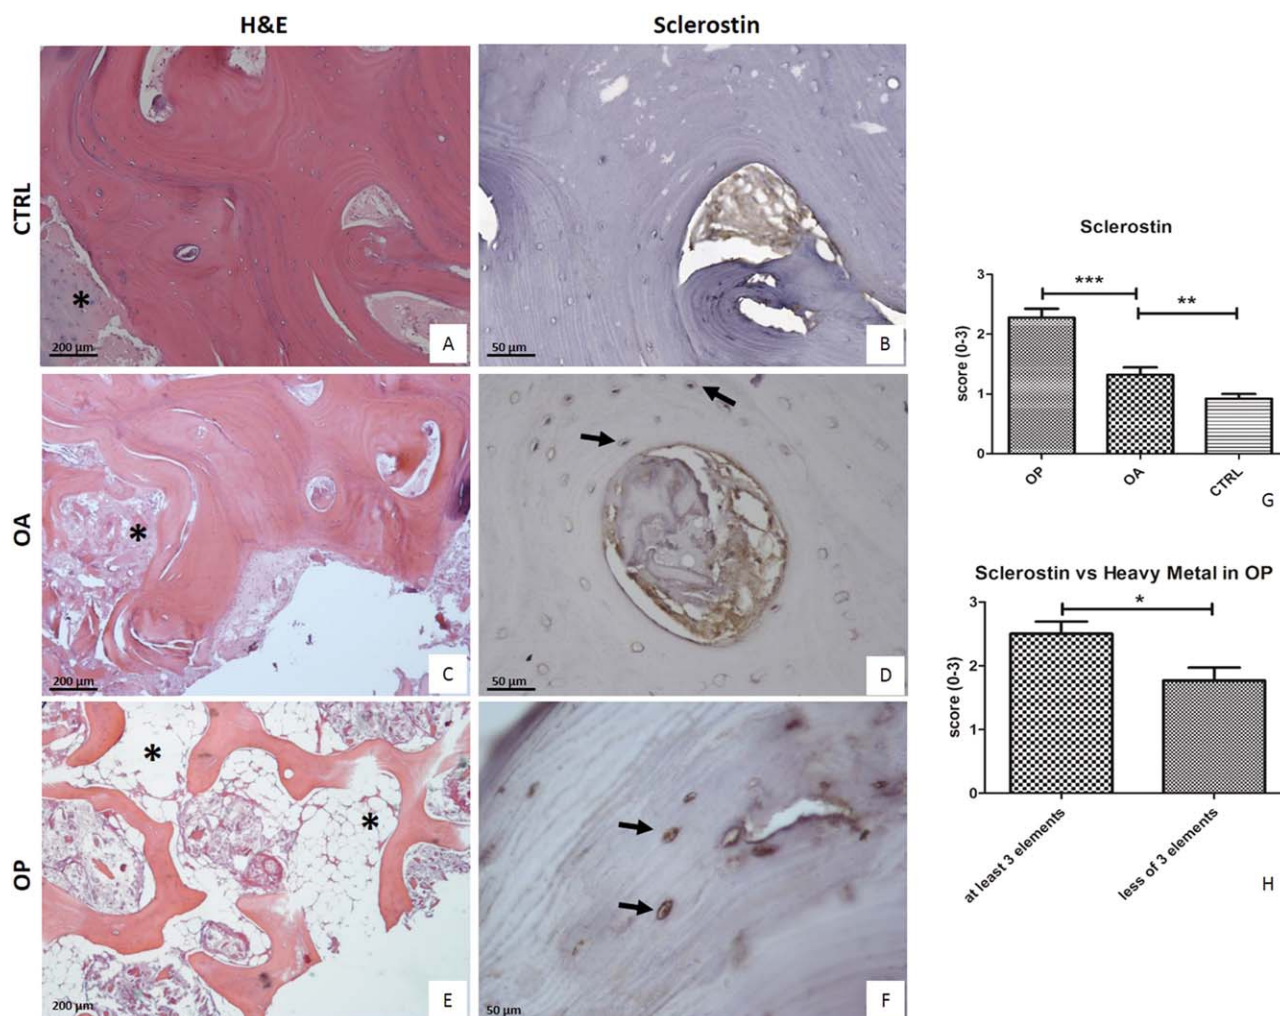 H&E
Sclerostin
CTRL
*
200 µm
A
50 µm
B
OA
*
200 µm
C
50 µm
D
OP
*
*
200 µm
E
50 µm
F
Sclerostin
score (0-3)
3
2
1
0
***
**
OP
OA
CTRL
G
Sclerostin vs Heavy Metal in OP
score (0-3)
3
2
1
0
*
at least 3 elements
less of 3 elements
H